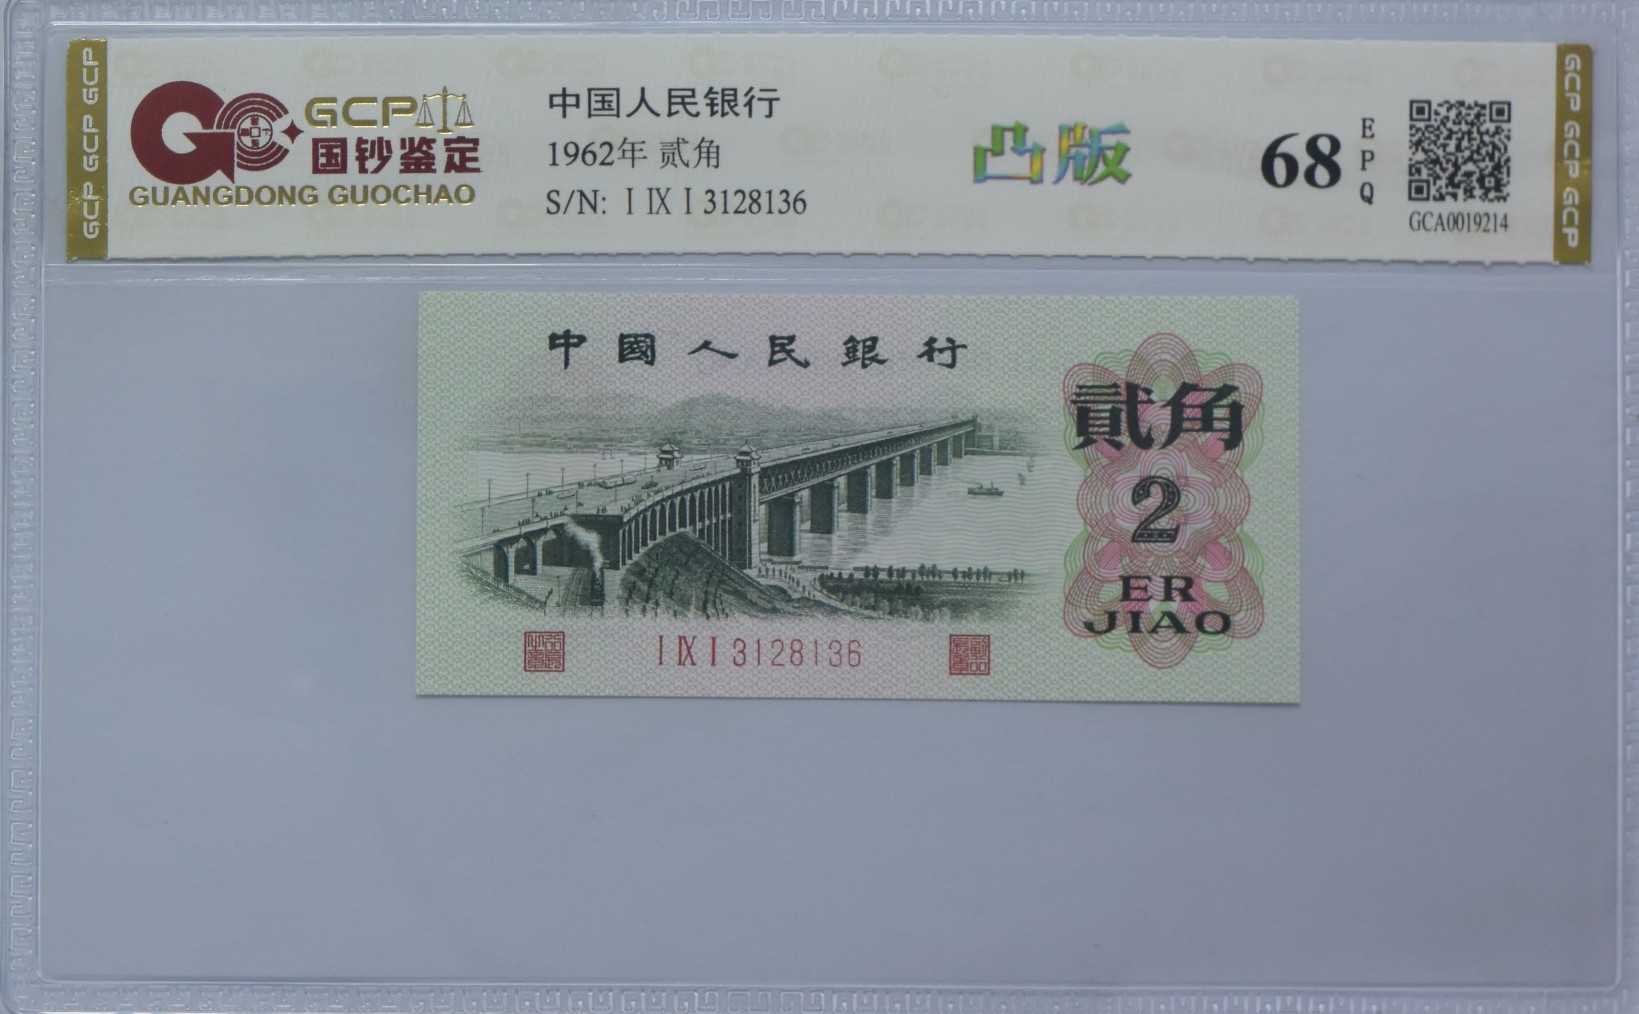 GCP GCP GCP
GCP
国钞鉴定
GUANGDONG GUOCHAO
中国人民银行
1962年 贰角
S/N: I IX I 3128136
凸版
68
EPQ
GCA0019214
GCP GCP GCP
中國人民銀行
貳角
2
ER
JIAO
I IX I 3128136